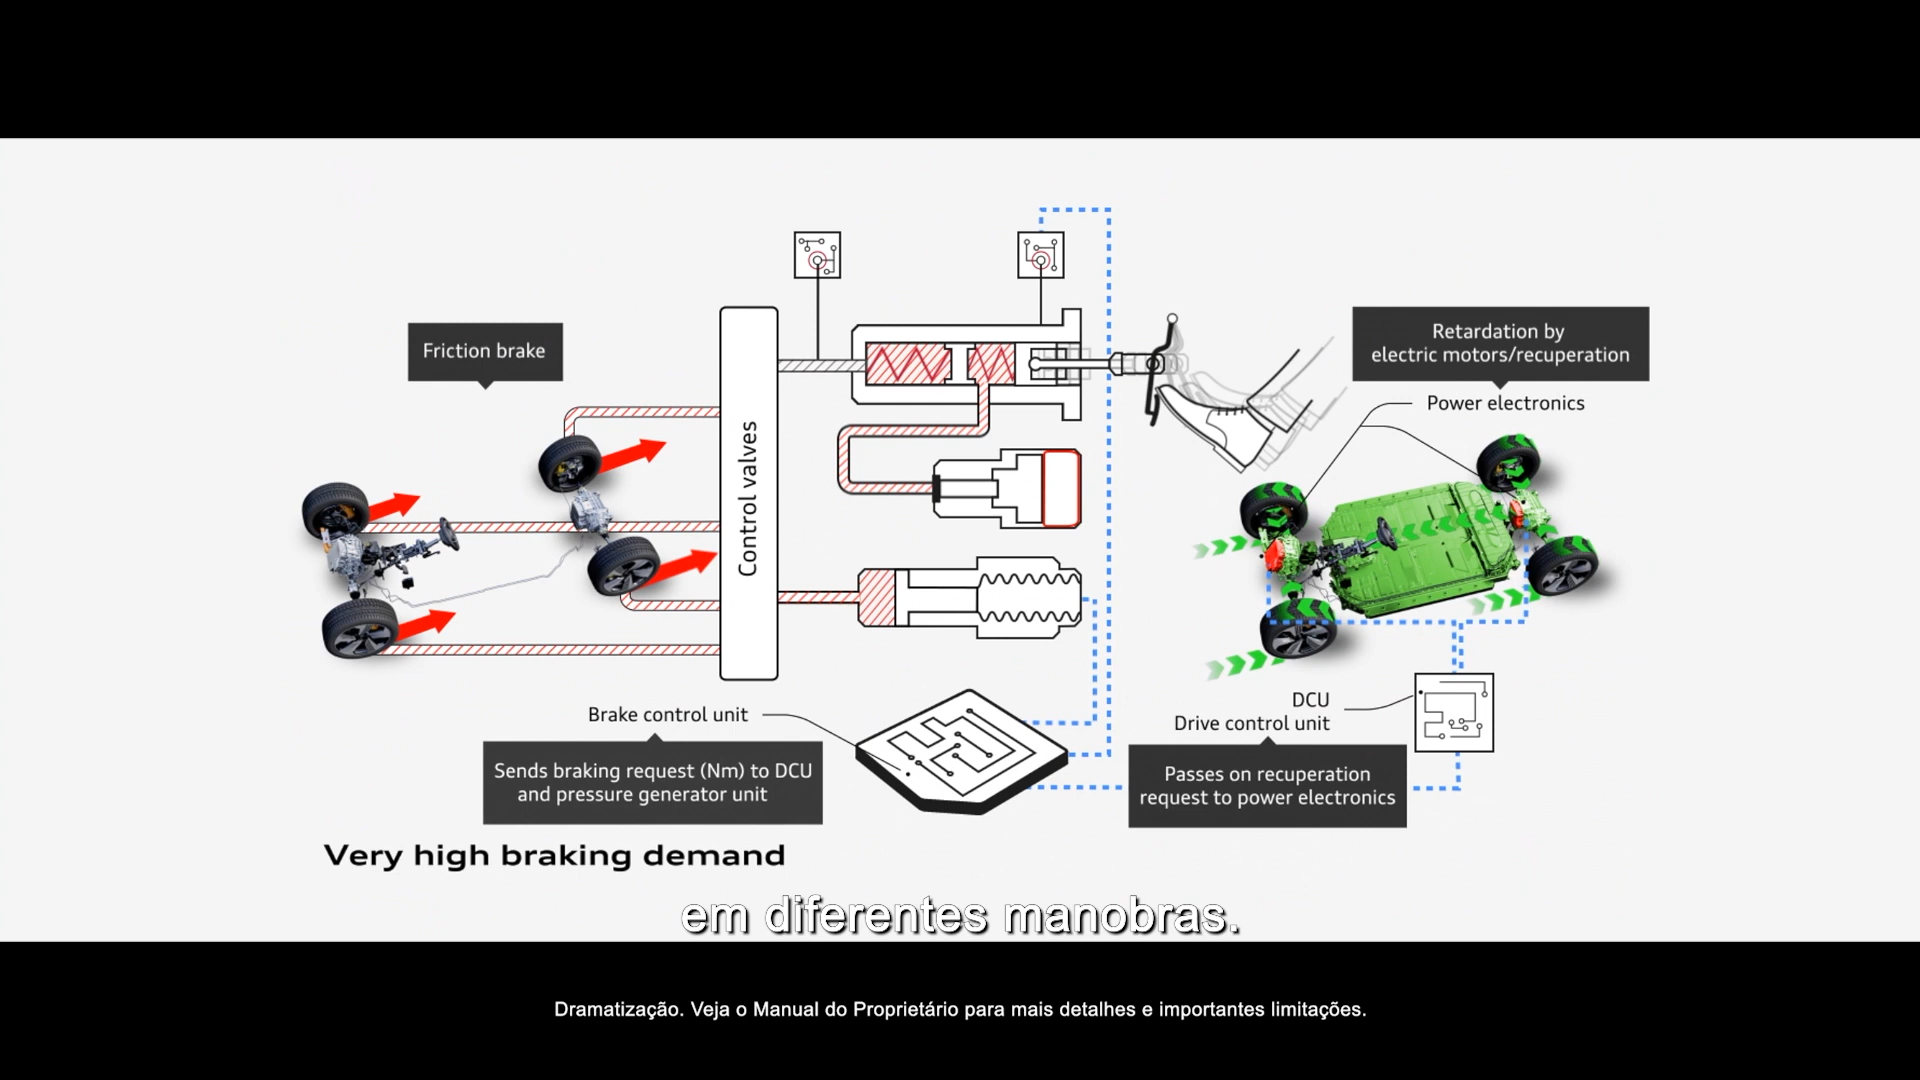 Friction brake
Control valves
Retardation by
electric motors/recuperation
Power electronics
Brake control unit
Sends braking request (Nm) to DCU
and pressure generator unit
DCU
Drive control unit
Passes on recuperation
request to power electronics
Very high braking demand
em diferentes manobras.
Dramatização. Veja o Manual do Proprietário para mais detalhes e importantes limitações.